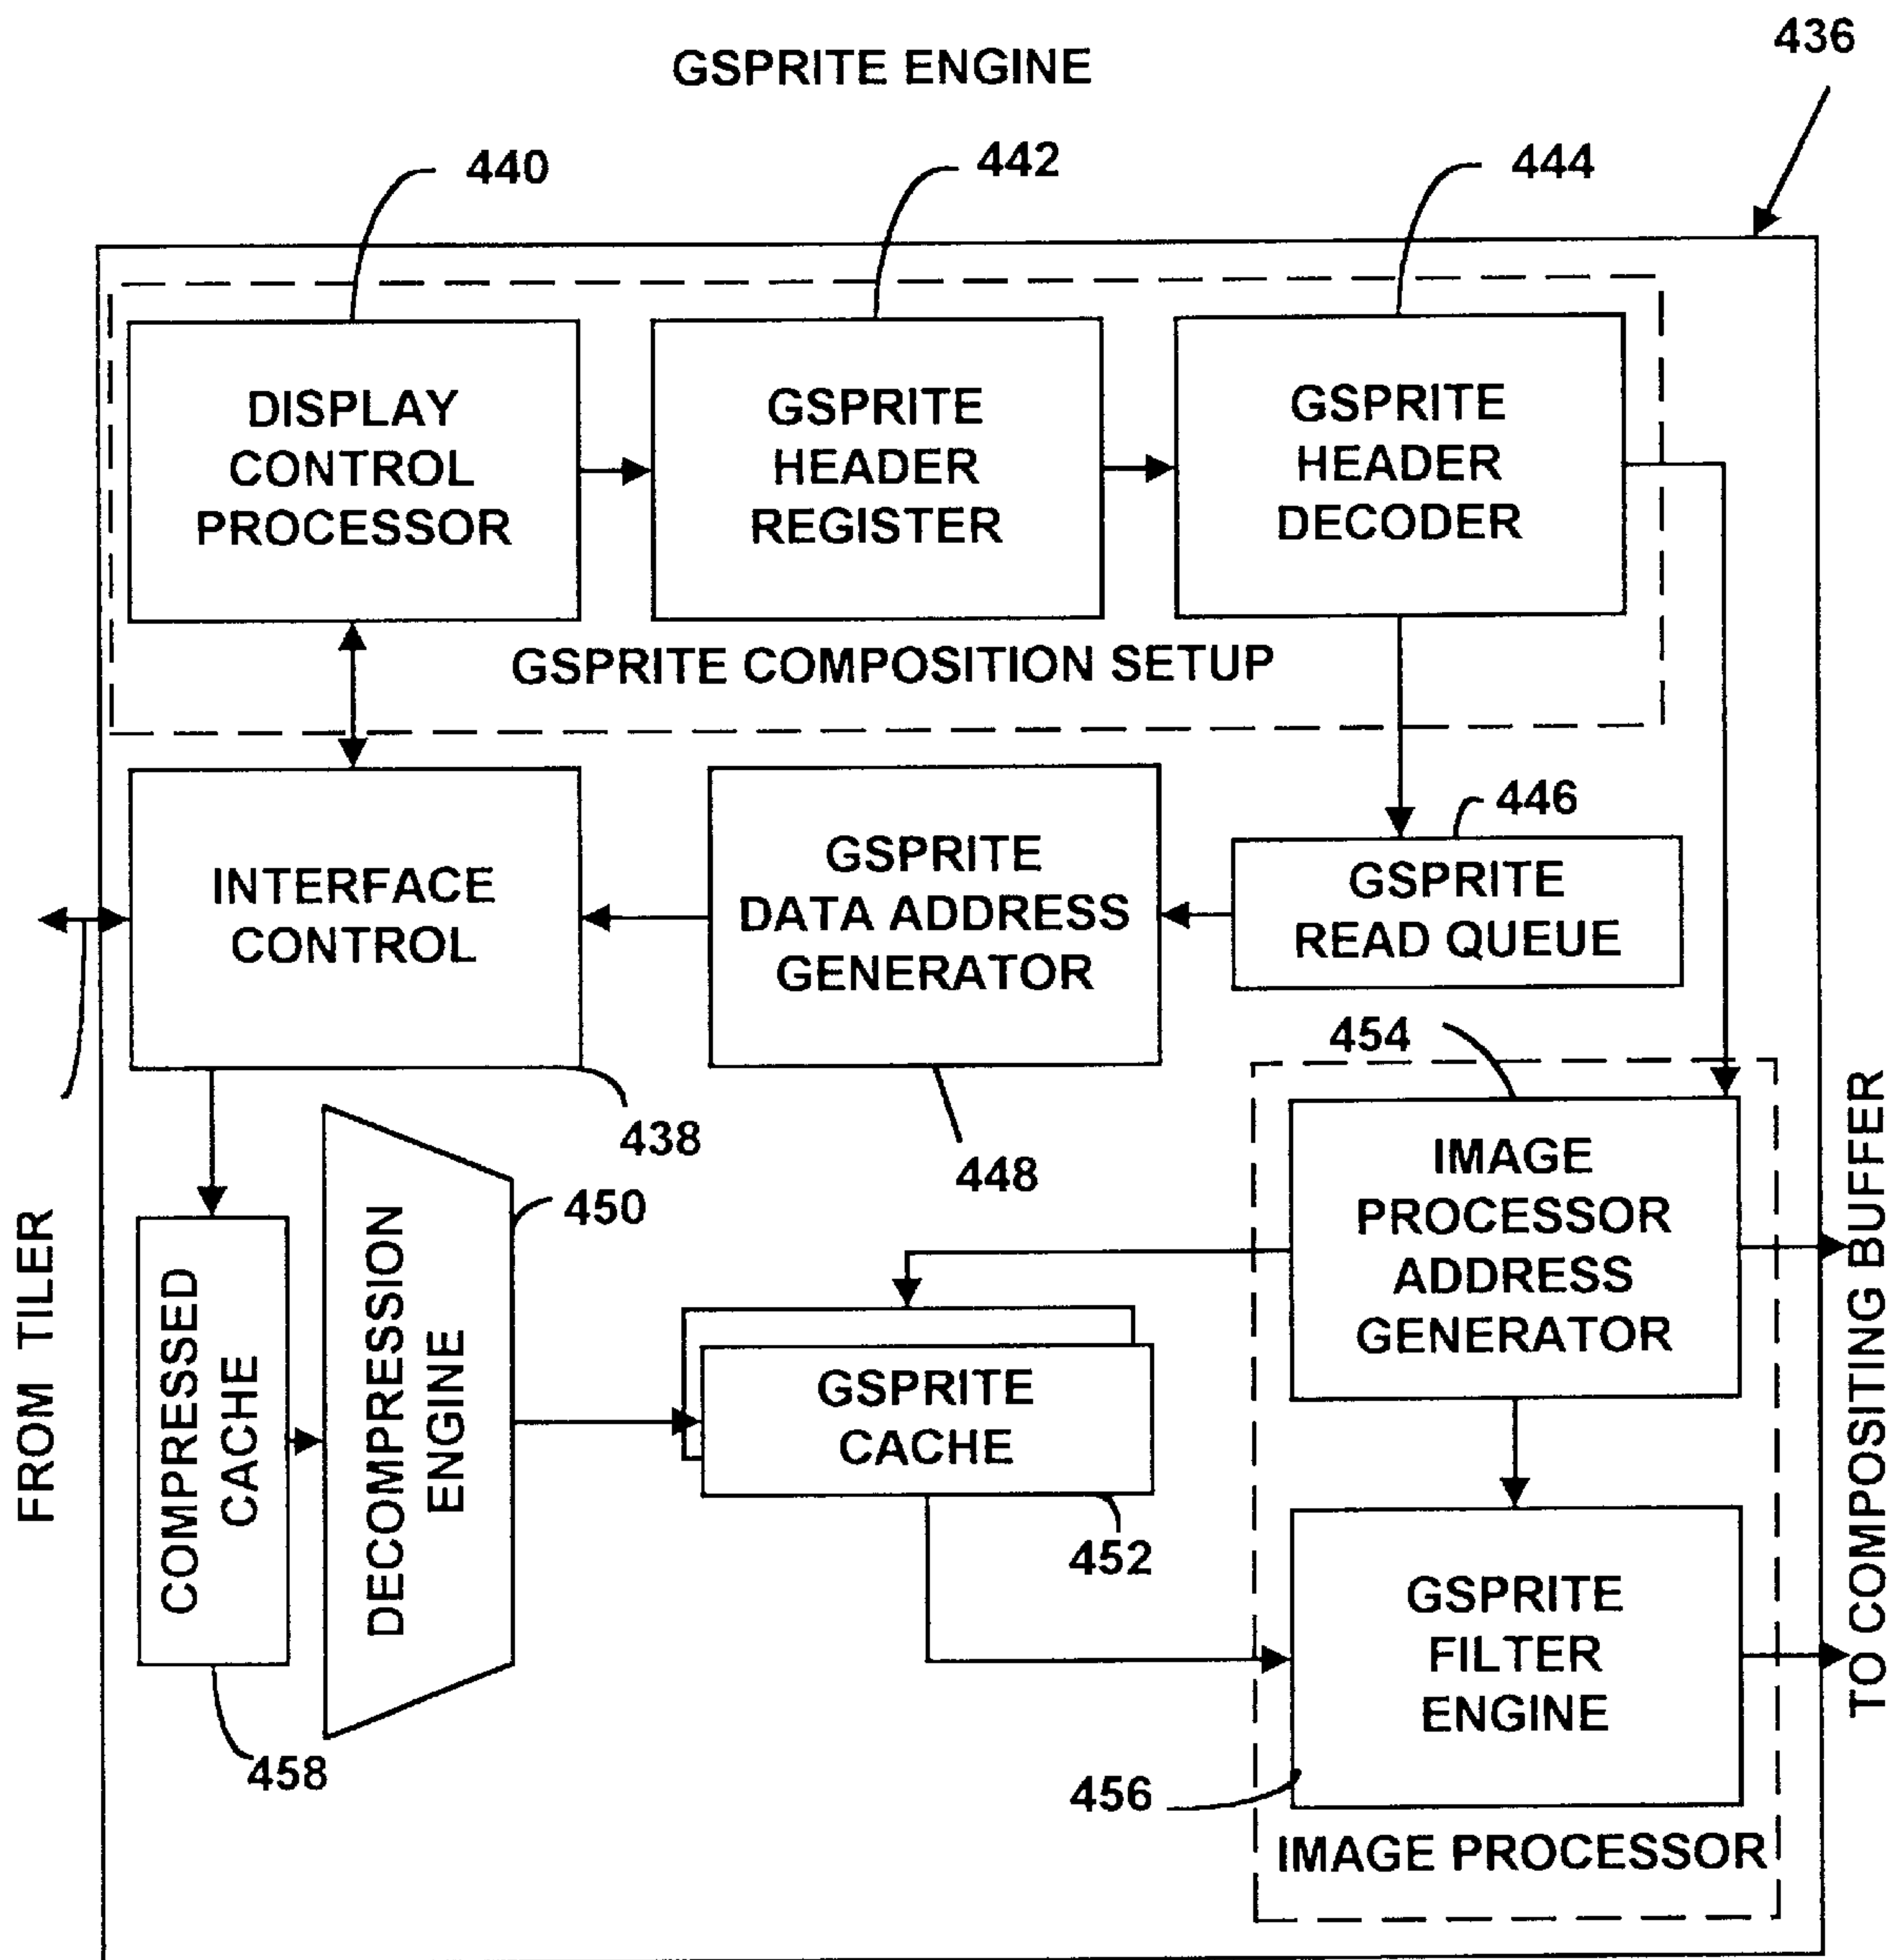 436
GSPRITE ENGINE
440
442
444
DISPLAY
CONTROL
PROCESSOR
GSPRITE
HEADER
REGISTER
GSPRITE
HEADER
DECODER
GSPRITE COMPOSITION SETUP
INTERFACE
CONTROL
438
GSPRITE
DATA ADDRESS
GENERATOR
448
446
GSPRITE
READ QUEUE
454
IMAGE
PROCESSOR
ADDRESS
GENERATOR
FROM TILER
COMPRESSED
CACHE
458
DECOMPRESSION
ENGINE
450
GSPRITE
CACHE
452
GSPRITE
FILTER
ENGINE
456
IMAGE PROCESSOR
TO COMPOSITING BUFFER